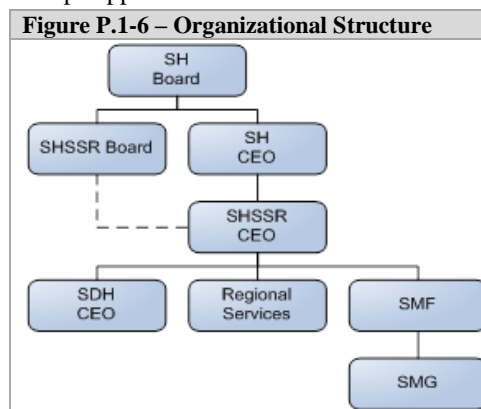 Figure P.1-6 – Organizational Structure
SH
Board
SHSSR Board
SH
CEO
SHSSR
CEO
SDH
CEO
Regional
Services
SMF
SMG